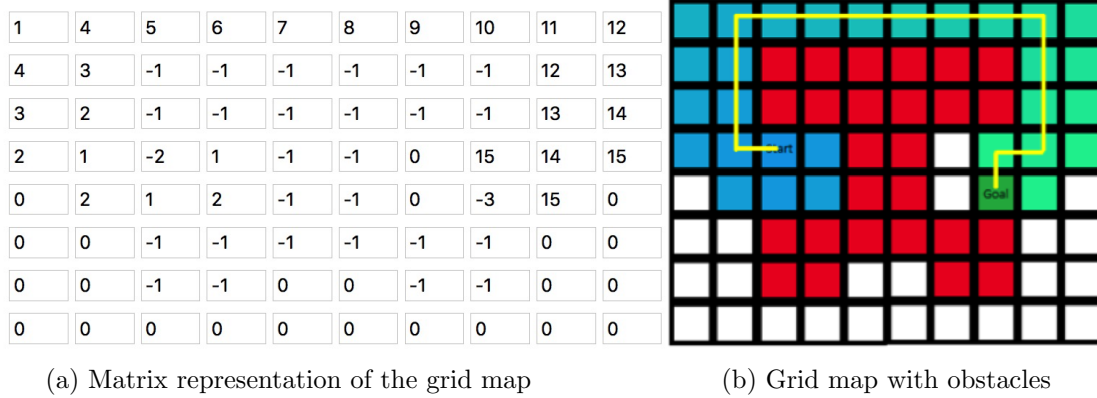 1 4 5 6 7 8 9 10 11 12
4 3 -1 -1 -1 -1 -1 -1 12 13
3 2 -1 -1 -1 -1 -1 -1 13 14
2 1 -2 1 -1 -1 0 15 14 15
Start
0 2 1 2 -1 -1 0 -3 15 0
Goal
0 0 -1 -1 -1 -1 -1 -1 0 0
0 0 -1 -1 0 0 -1 -1 0 0
0 0 0 0 0 0 0 0 0 0
(a) Matrix representation of the grid map
(b) Grid map with obstacles